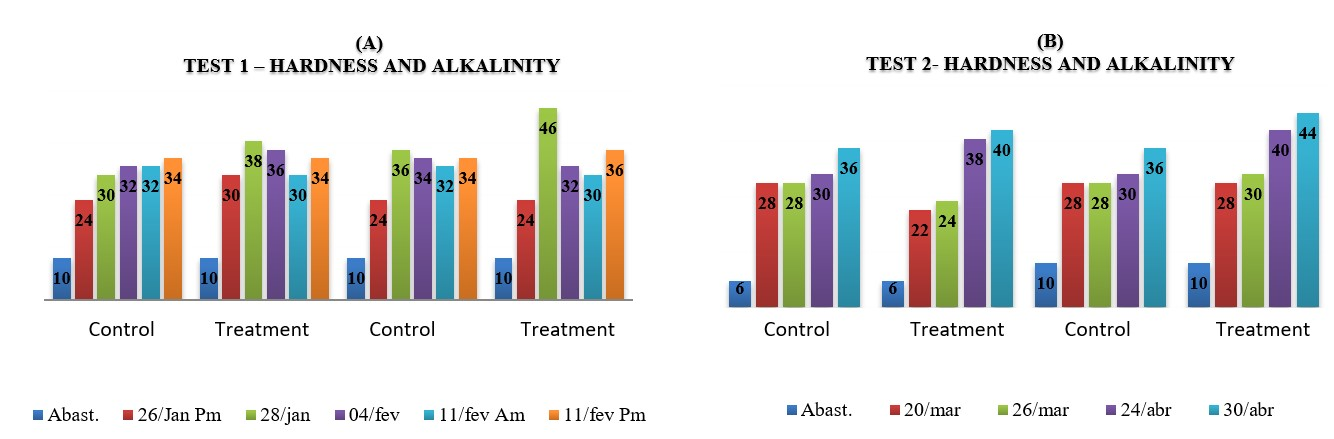 (A)
TEST 1 – HARDNESS AND ALKALINITY
10 24 30 32 32 34 10 30 38 36 30 34 10 24 36 34 32 34 10 24 46 32 30 36
Control Treatment Control Treatment
Abast. 26/Jan Pm 28/jan 04/fev 11/fev Am 11/fev Pm
(B)
TEST 2- HARDNESS AND ALKALINITY
6 28 28 30 36 6 22 24 38 40 10 28 28 30 36 10 28 30 40 44
Control Treatment Control Treatment
Abast. 20/mar 26/mar 24/abr 30/abr